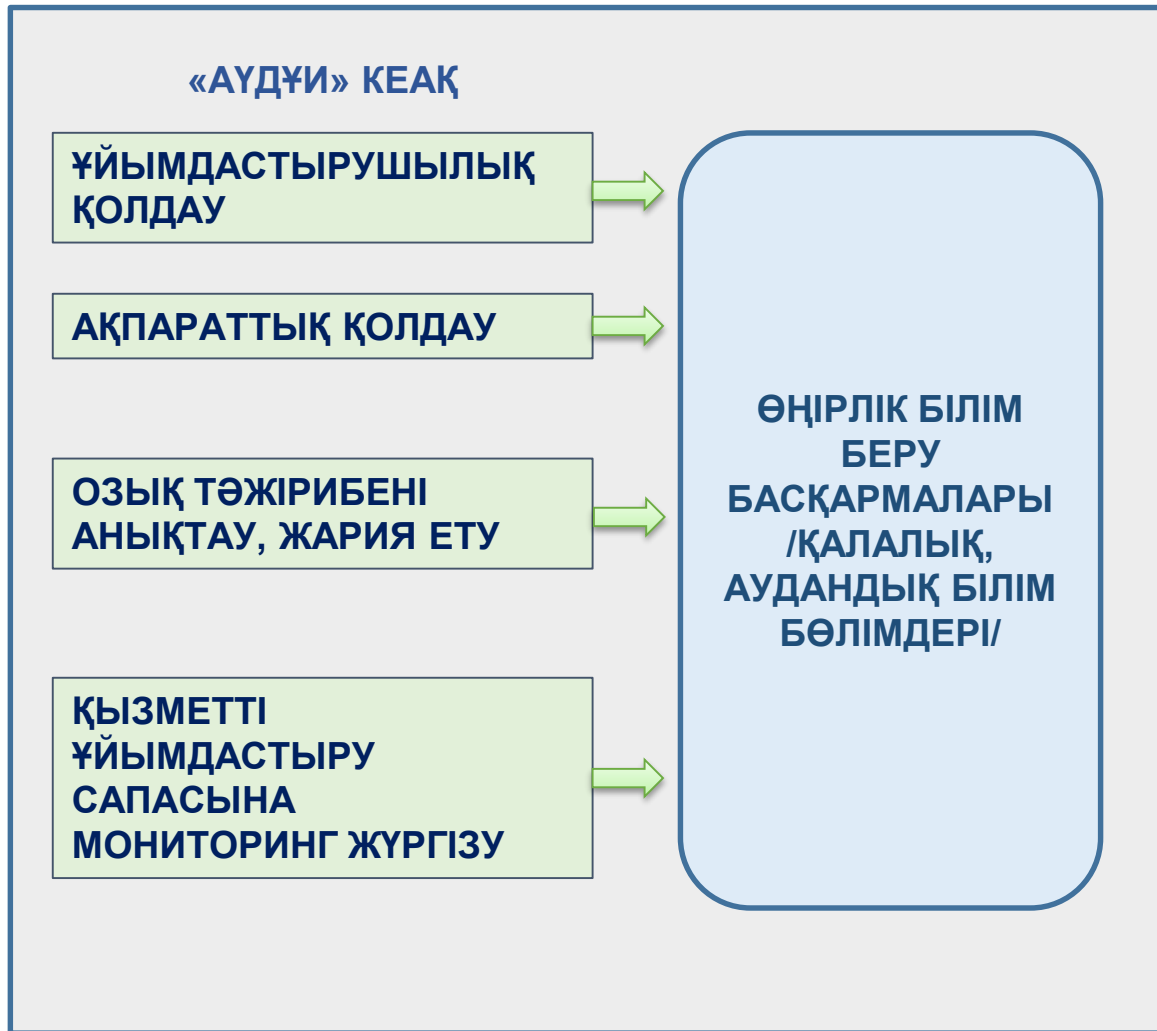 «АҮДҰИ» КЕАҚ
ҰЙЫМДАСТЫРУШЫЛЫҚ
ҚОЛДАУ
АҚПАРАТТЫҚ ҚОЛДАУ
ОЗЫҚ ТӘЖІРИБЕНІ
АНЫҚТАУ, ЖАРИЯ ЕТУ
ҚЫЗМЕТТІ
ҰЙЫМДАСТЫРУ
САПАСЫНА
МОНИТОРИНГ ЖҮРГІЗУ
ӨҢІРЛІК БІЛІМ
БЕРУ
БАСҚАРМАЛАРЫ
/ҚАЛАЛЫҚ,
АУДАНДЫҚ БІЛІМ
БӨЛІМДЕРІ/